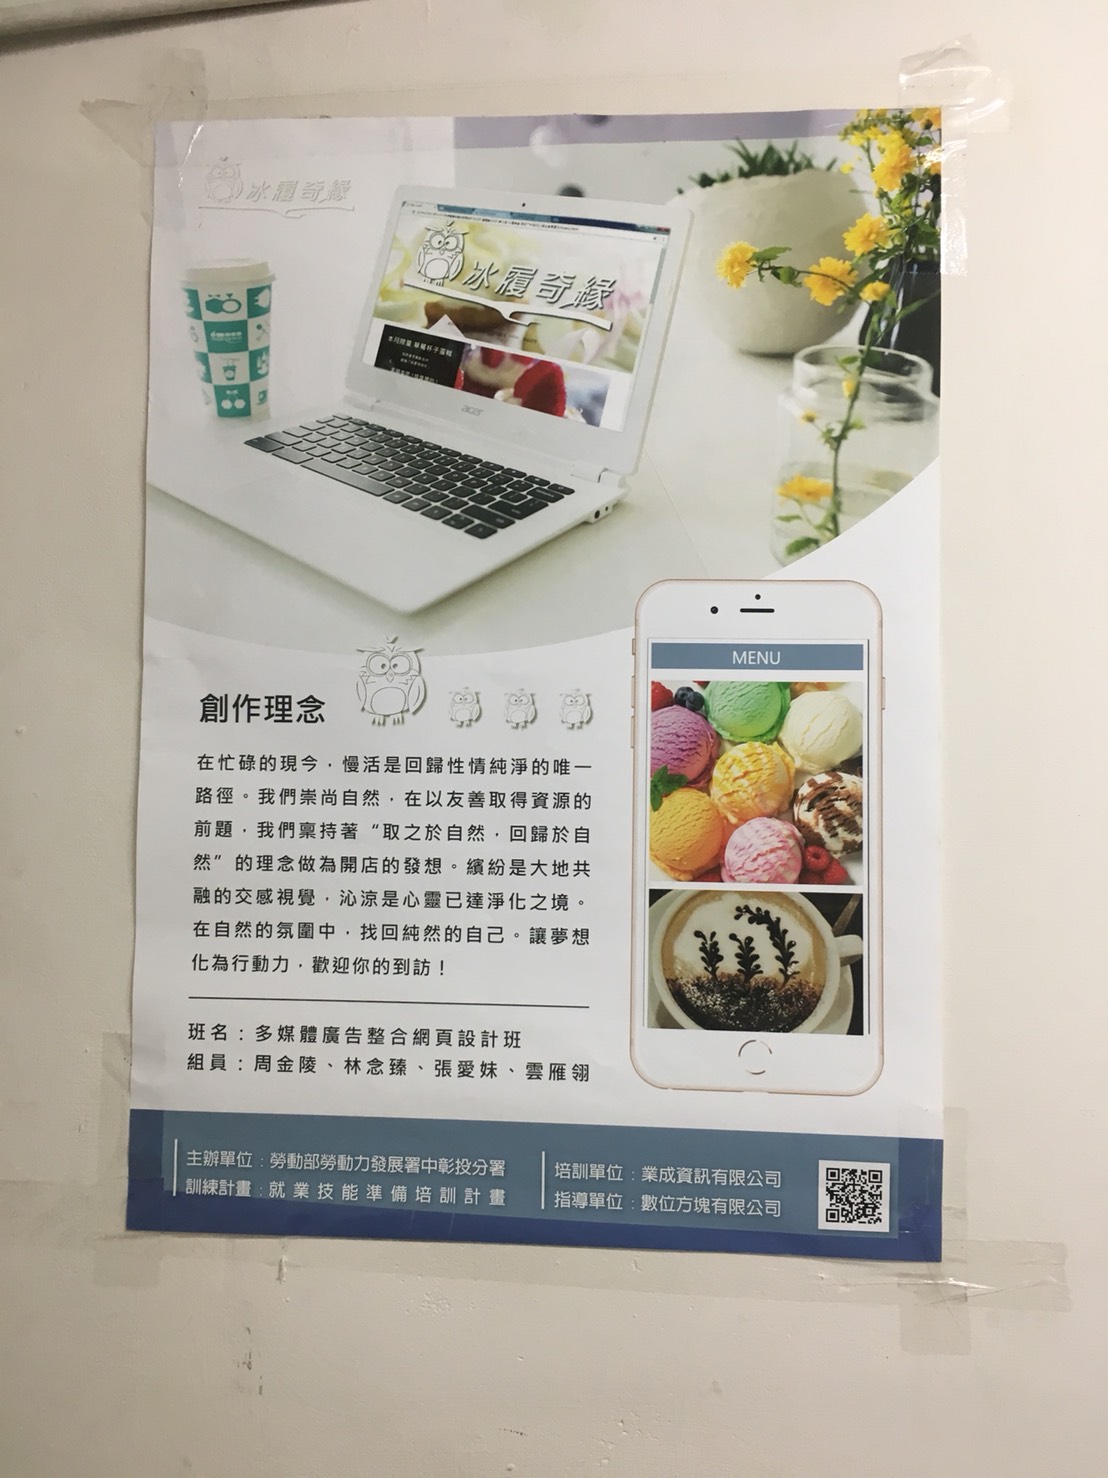 冰履奇緣
冰履奇緣
本月限量 草莓杯子蛋糕
acer
MENU
創作理念
在忙碌的現今，慢活是回歸性情純淨的唯一
路徑。我們崇尚自然，在以友善取得資源的
前題，我們稟持著“取之於自然，回歸於自
然”的理念做為開店的發想。繽紛是大地共
融的交感視覺，沁涼是心靈已達淨化之境。
在自然的氛圍中，找回純然的自己。讓夢想
化為行動力，歡迎你的到訪！
班名：多媒體廣告整合網頁設計班
組員：周金陵、林念臻、張愛妹、雲雁翎
主辦單位：勞動部勞動力發展署中彰投分署
訓練計畫：就業技能準備培訓計畫
培訓單位：業成資訊有限公司
指導單位：數位方塊有限公司